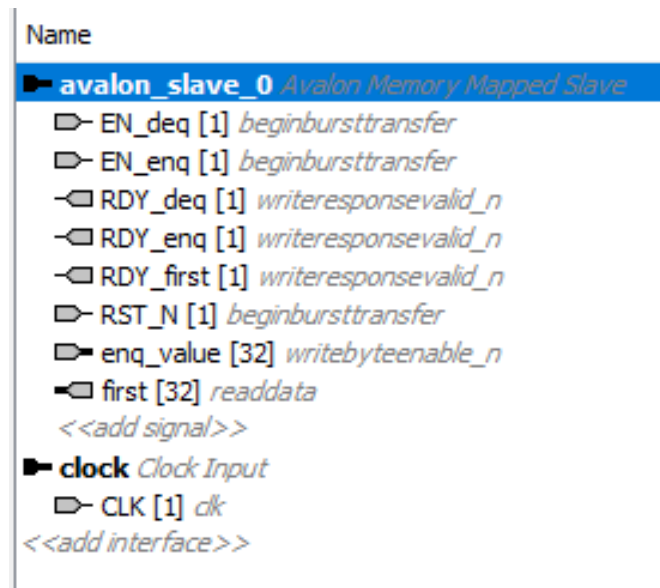 Name
avalon_slave_0 Avalon Memory Mapped Slave
EN_deq [1] beginbursttransfer
EN_enq [1] beginbursttransfer
RDY_deq [1] writeresponsevalid_n
RDY_enq [1] writeresponsevalid_n
RDY_first [1] writeresponsevalid_n
RST_N [1] beginbursttransfer
enq_value [32] writebyteenable_n
first [32] readdata
<<add signal>>
clock Clock Input
CLK [1] clk
<<add interface>>